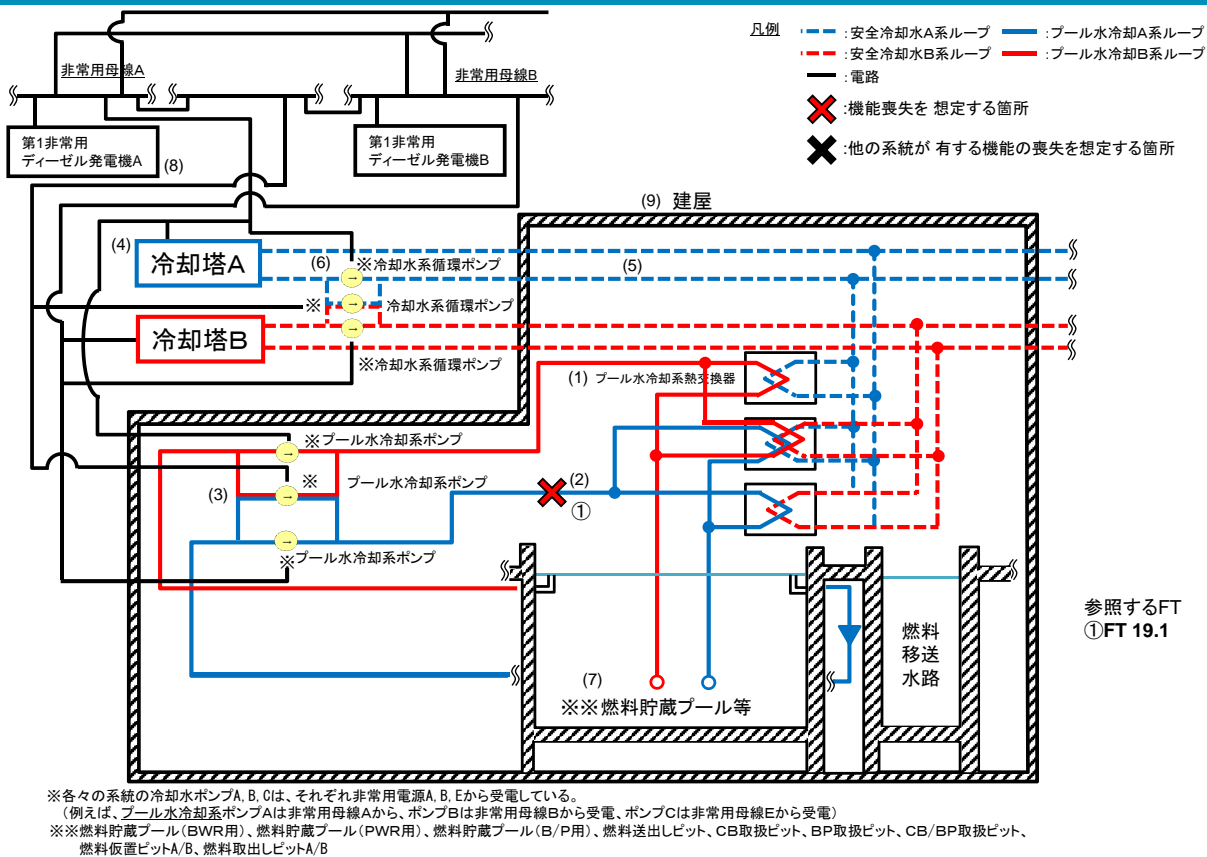 凡例
:安全冷却水A系ループ
:プール水冷却A系ループ
:安全冷却水B系ループ
:プール水冷却B系ループ
:電路
:機能喪失を 想定する箇所
:他の系統が 有する機能の喪失を想定する箇所
非常用母線A
非常用母線B
第1非常用
ディーゼル発電機A
(8)
第1非常用
ディーゼル発電機B
(9) 建屋
(4)
冷却塔A
(6)
※冷却水系循環ポンプ
(5)
※
冷却水系循環ポンプ
冷却塔B
※冷却水系循環ポンプ
(1) プール水冷却系熱交換器
※プール水冷却系ポンプ
(3)
※
プール水冷却系ポンプ
(2)
①
※プール水冷却系ポンプ
(7)
※※燃料貯蔵プール等
燃料
移送
水路
参照するFT
①FT 19.1
※各々の系統の冷却水ポンプA, B, Cは、それぞれ非常用電源A, B, Eから受電している。
(例えば、プール水冷却系ポンプAは非常用母線Aから、ポンプBは非常用母線Bから受電、ポンプCは非常用母線Eから受電)
※※燃料貯蔵プール(BWR用)、燃料貯蔵プール(PWR用)、燃料貯蔵プール(B/P用)、燃料送出しピット、CB取扱ピット、BP取扱ピット、CB/BP取扱ピット、
燃料仮置ピットA/B、燃料取出しピットA/B
→
→
→
→
→
→